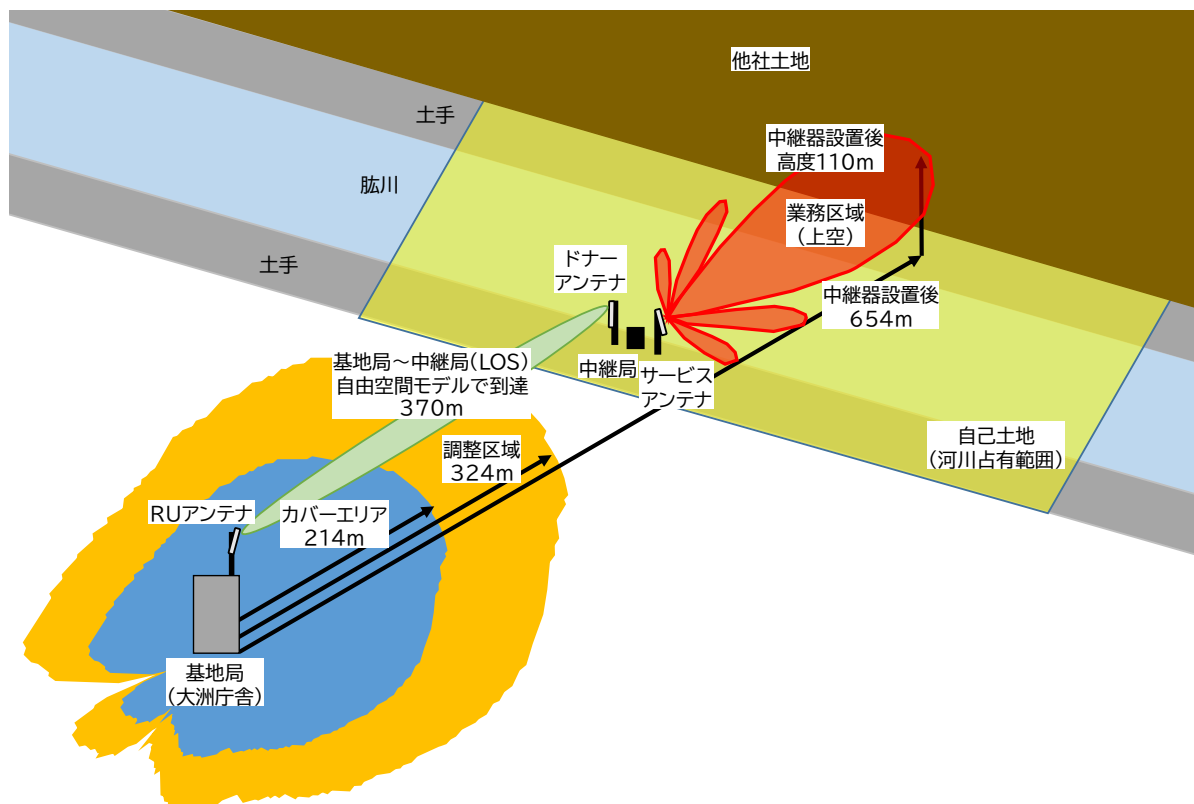 他社土地
土手
中継器設置後
高度110m
肱川
業務区域
(上空)
ドナー
アンテナ
土手
中継器設置後
654m
基地局~中継局(LOS)
自由空間モデルで到達
370m
中継局
サービス
アンテナ
調整区域
324m
自己土地
(河川占有範囲)
RUアンテナ
カバーエリア
214m
基地局
(大洲庁舎)